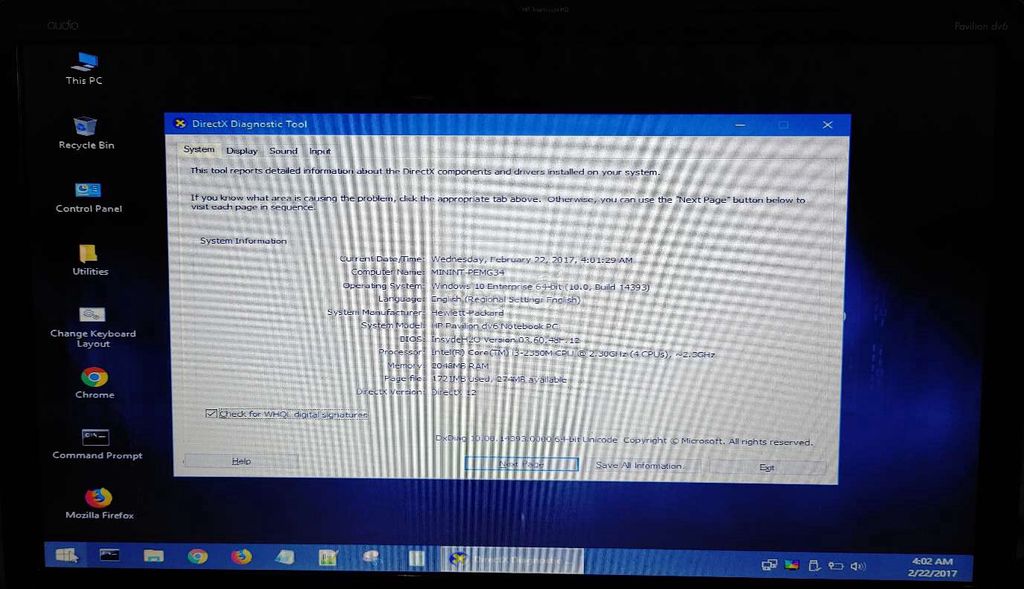 audio
Pavilion dv6
This PC
Recycle Bin
Control Panel
Utilities
Change Keyboard
Layout
Chrome
Command Prompt
Mozilla Firefox
DirectX Diagnostic Tool
System Display Sound Input
This tool reports detailed information about the DirectX components and drivers installed on your system.
If you know what area is causing the problem, click the appropriate tab above. Otherwise, you can use the "Next Page" button below to
visit each page in sequence.
System Information
Current Date/Time: Wednesday, February 22, 2017, 4:01:29 AM
Computer Name: MININT-PEMG34
Operating System: Windows 10 Enterprise 64-bit (10.0, Build 14393)
Language: English (Regional Setting: English)
System Manufacturer: Hewlett-Packard
System Model: HP Pavilion dv6 Notebook PC
BIOS: InsydeH2O Version 03.60.48F.12
Processor: Intel(R) Core(TM) i3-2350M CPU @ 2.30GHz (4 CPUs), ~2.3GHz
Memory: 2048MB RAM
Page file: 1721MB used, 274MB available
DirectX Version: DirectX 12
Check for WHQL digital signatures
DxDiag 10.00.14393.0000 64-bit Unicode Copyright © Microsoft. All rights reserved.
Help
Next Page
Save All Information...
Exit
DirectX Diagnostic
4:02 AM
2/22/2017